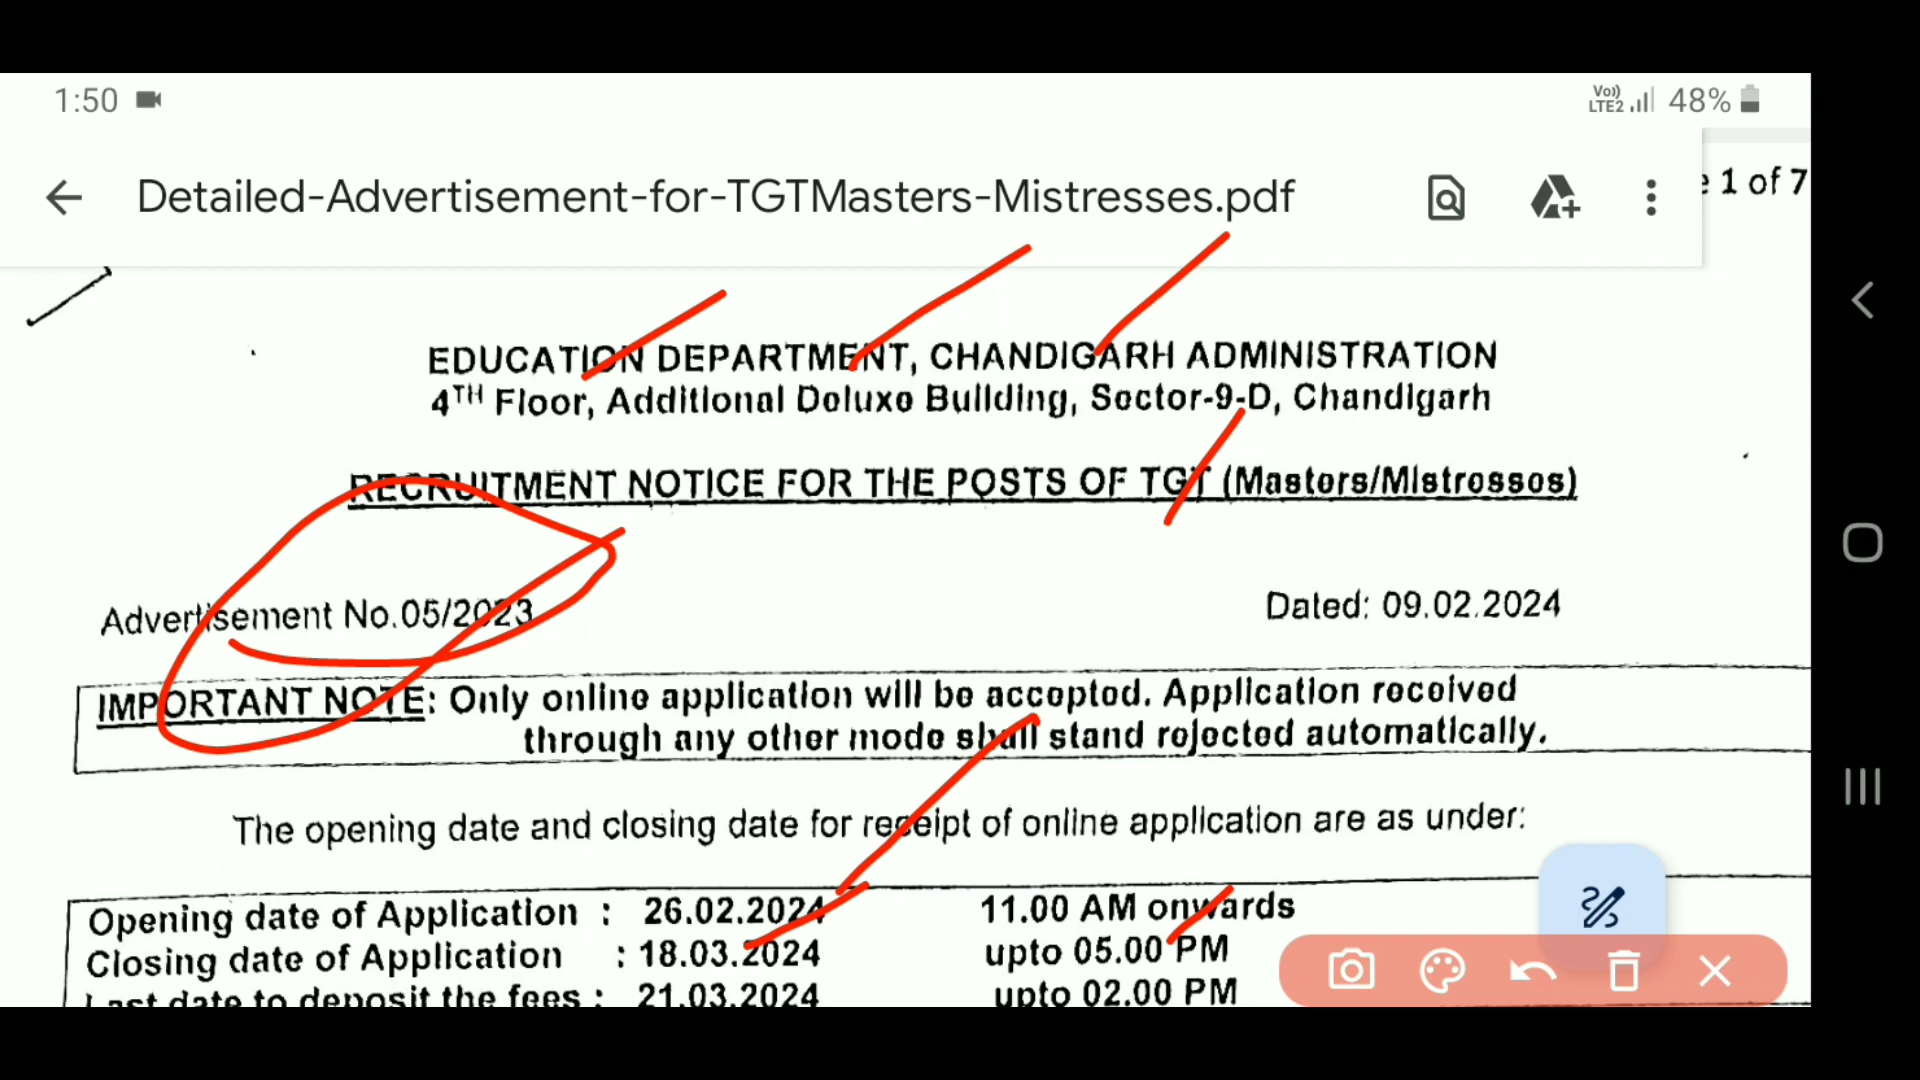 1:50
Vo)) LTE2 48%
Detailed-Advertisement-for-TGTMasters-Mistresses.pdf
1 of 7
EDUCATION DEPARTMENT, CHANDIGARH ADMINISTRATION
4TH Floor, Additional Deluxe Building, Sector-9-D, Chandigarh
RECRUITMENT NOTICE FOR THE POSTS OF TGT (Masters/Mistresses)
Advertisement No.05/2023 Dated: 09.02.2024
IMPORTANT NOTE: Only online application will be accepted. Application received
through any other mode shall stand rejected automatically.
The opening date and closing date for receipt of online application are as under:
Opening date of Application : 26.02.2024 11.00 AM onwards
Closing date of Application : 18.03.2024 upto 05.00 PM
Last date to deposit the fees : 21.03.2024 upto 02.00 PM